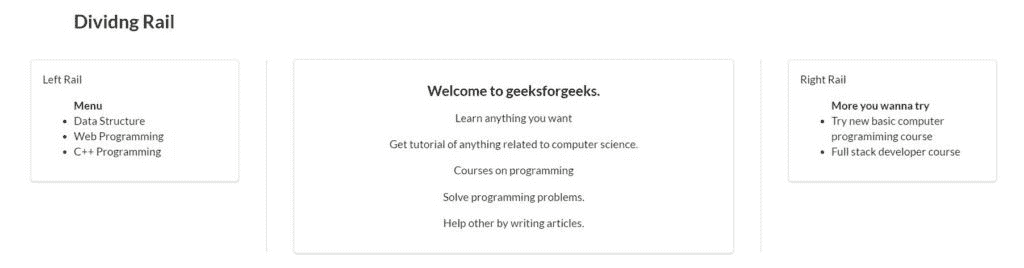 Dividng Rail
Left Rail
Menu
Data Structure
Web Programming
C++ Programming
Welcome to geeksforgeeks.
Learn anything you want
Get tutorial of anything related to computer science.
Courses on programming
Solve programming problems.
Help other by writing articles.
Right Rail
More you wanna try
Try new basic computer
programiming course
Full stack developer course